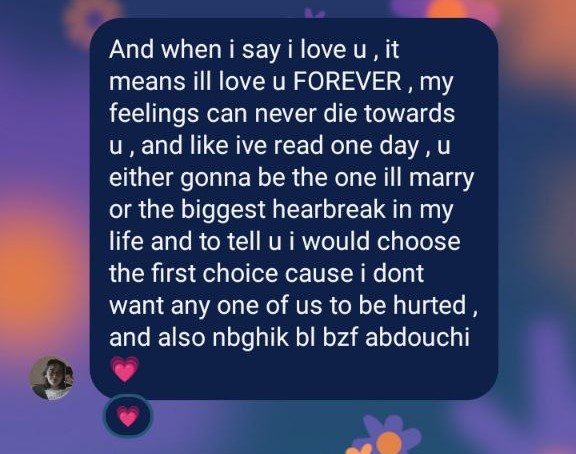 And when i say i love u , it
means ill love u FOREVER , my
feelings can never die towards
u , and like ive read one day , u
either gonna be the one ill marry
or the biggest hearbreak in my
life and to tell u i would choose
the first choice cause i dont
want any one of us to be hurted ,
and also nbghik bl bzf abdouchi
💗